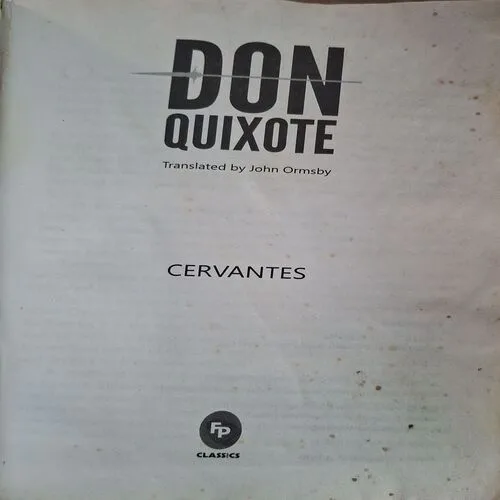 DON
QUIXOTE
Translated by John Ormsby
CERVANTES
FP
CLASSICS